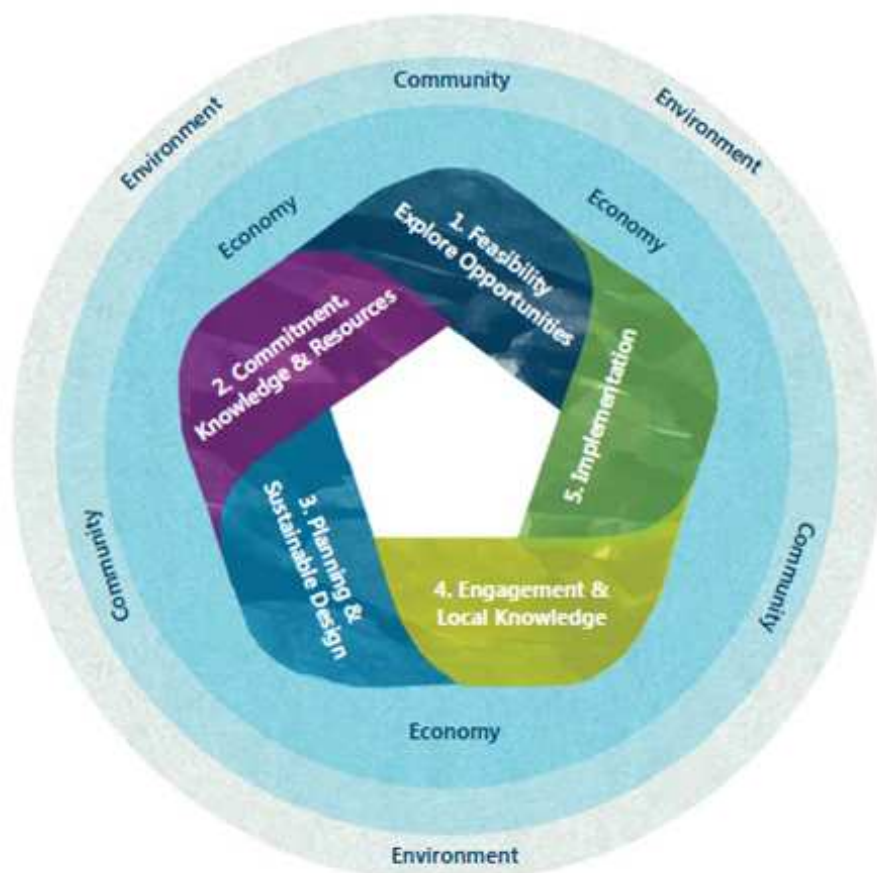 Community
Environment
Environment
Economy
Economy
1. Feasibility
Explore Opportunities
2. Commitment,
Knowledge & Resources
3. Planning &
Sustainable Design
4. Engagement &
Local Knowledge
5. Implementation
Community
Community
Economy
Environment